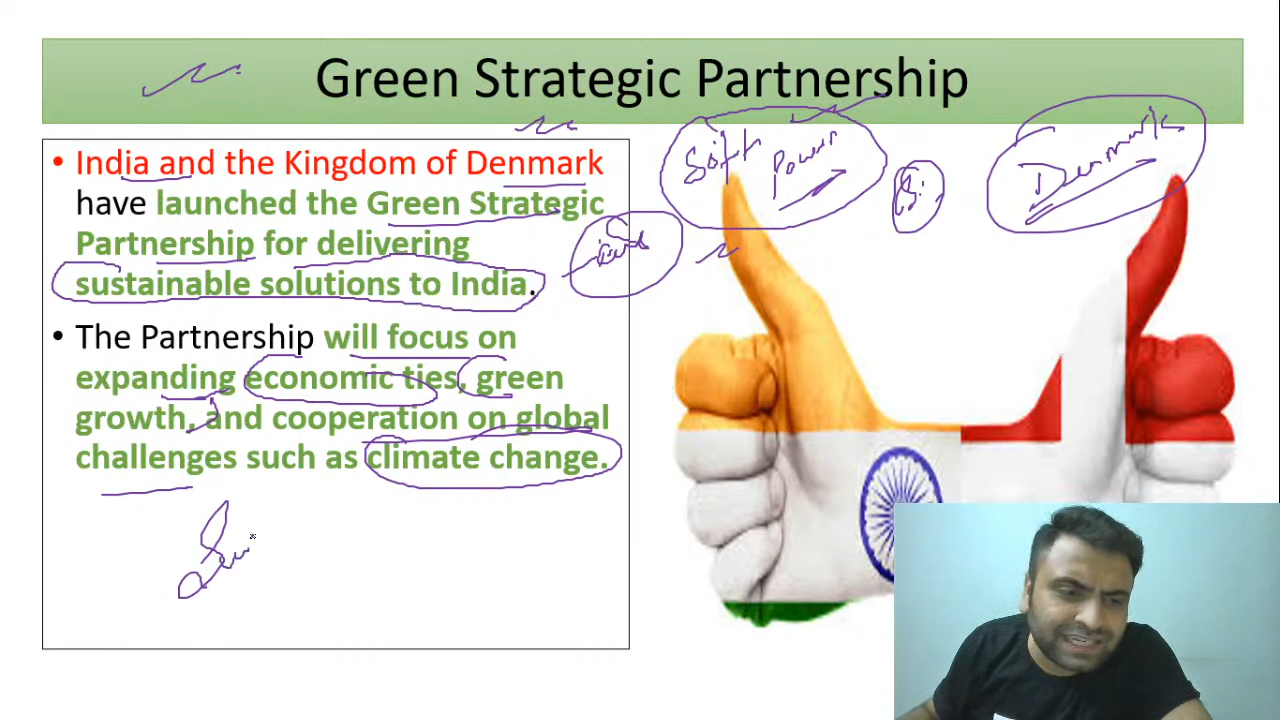 Green Strategic Partnership
Soft Power
Denmark
• India and the Kingdom of Denmark
have launched the Green Strategic
Partnership for delivering
sustainable solutions to India.
• The Partnership will focus on
expanding economic ties, green
growth, and cooperation on global
challenges such as climate change.